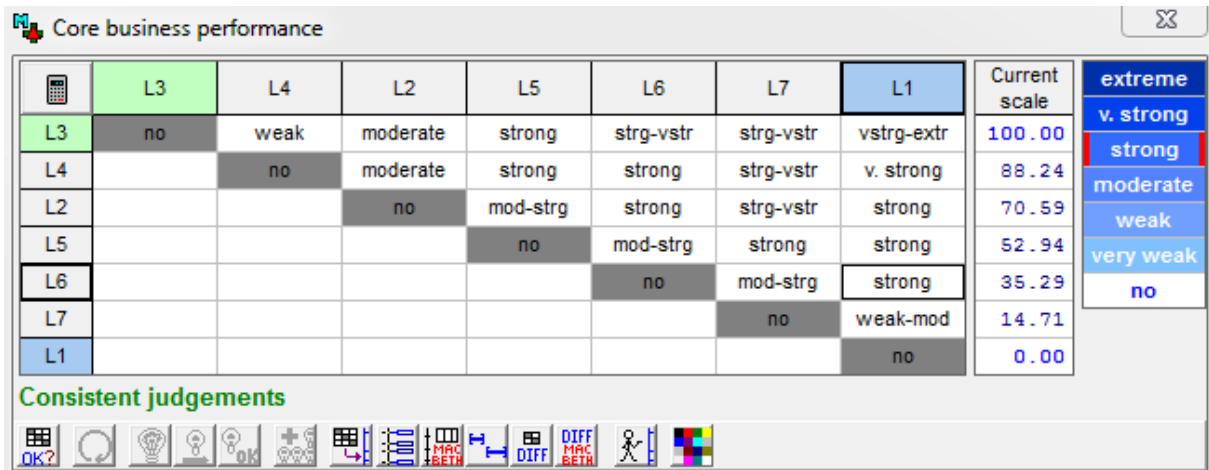 Core business performance
L3 L4 L2 L5 L6 L7 L1 Current scale extreme
v. strong
L3 no weak moderate strong strg-vstr strg-vstr vstrg-extr 100.00
strong
L4 no moderate strong strong strg-vstr v. strong 88.24
moderate
L2 no mod-strg strong strg-vstr strong 70.59
weak
L5 no mod-strg strong strong 52.94
very weak
L6 no mod-strg strong 35.29
no
L7 no weak-mod 14.71
L1 no 0.00
Consistent judgements
OK? OK MAC BETH DIFF DIFF MAC BETH